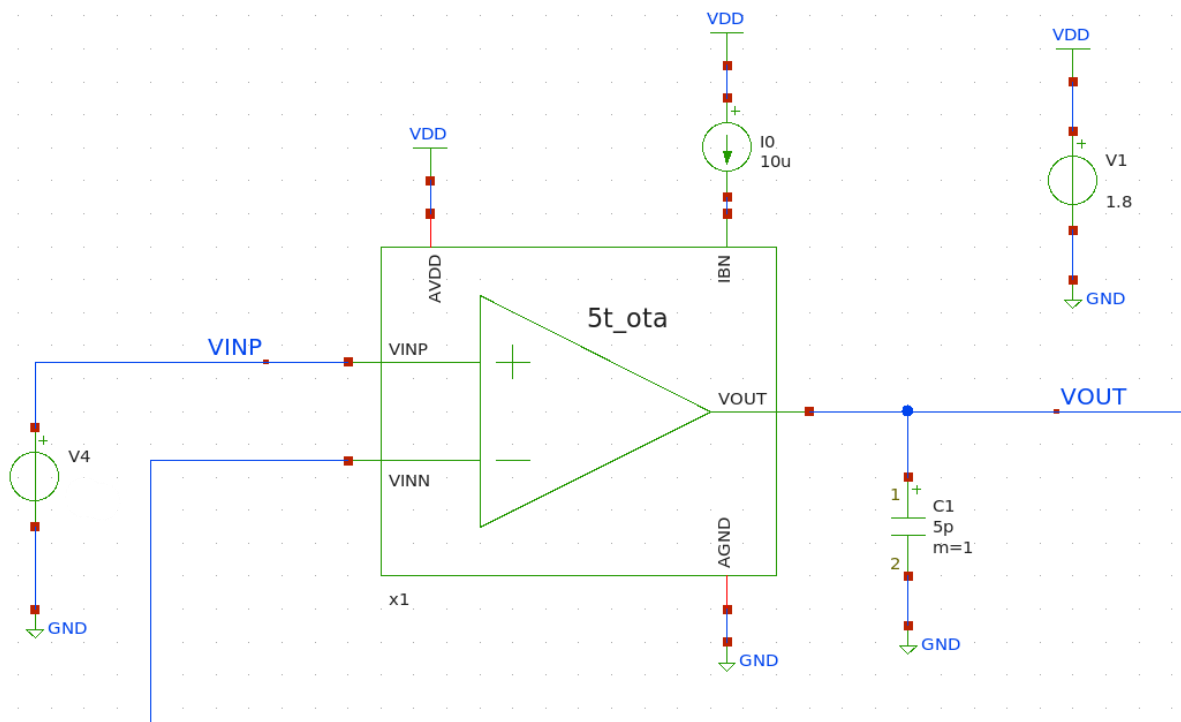 VDD
VDD
VDD
I0
10u
V1
1.8
GND
AVDD
IBN
5t_ota
VINP
VINP
VOUT
VOUT
V4
VINN
1
C1
5p
m=1
2
AGND
x1
GND
GND
GND